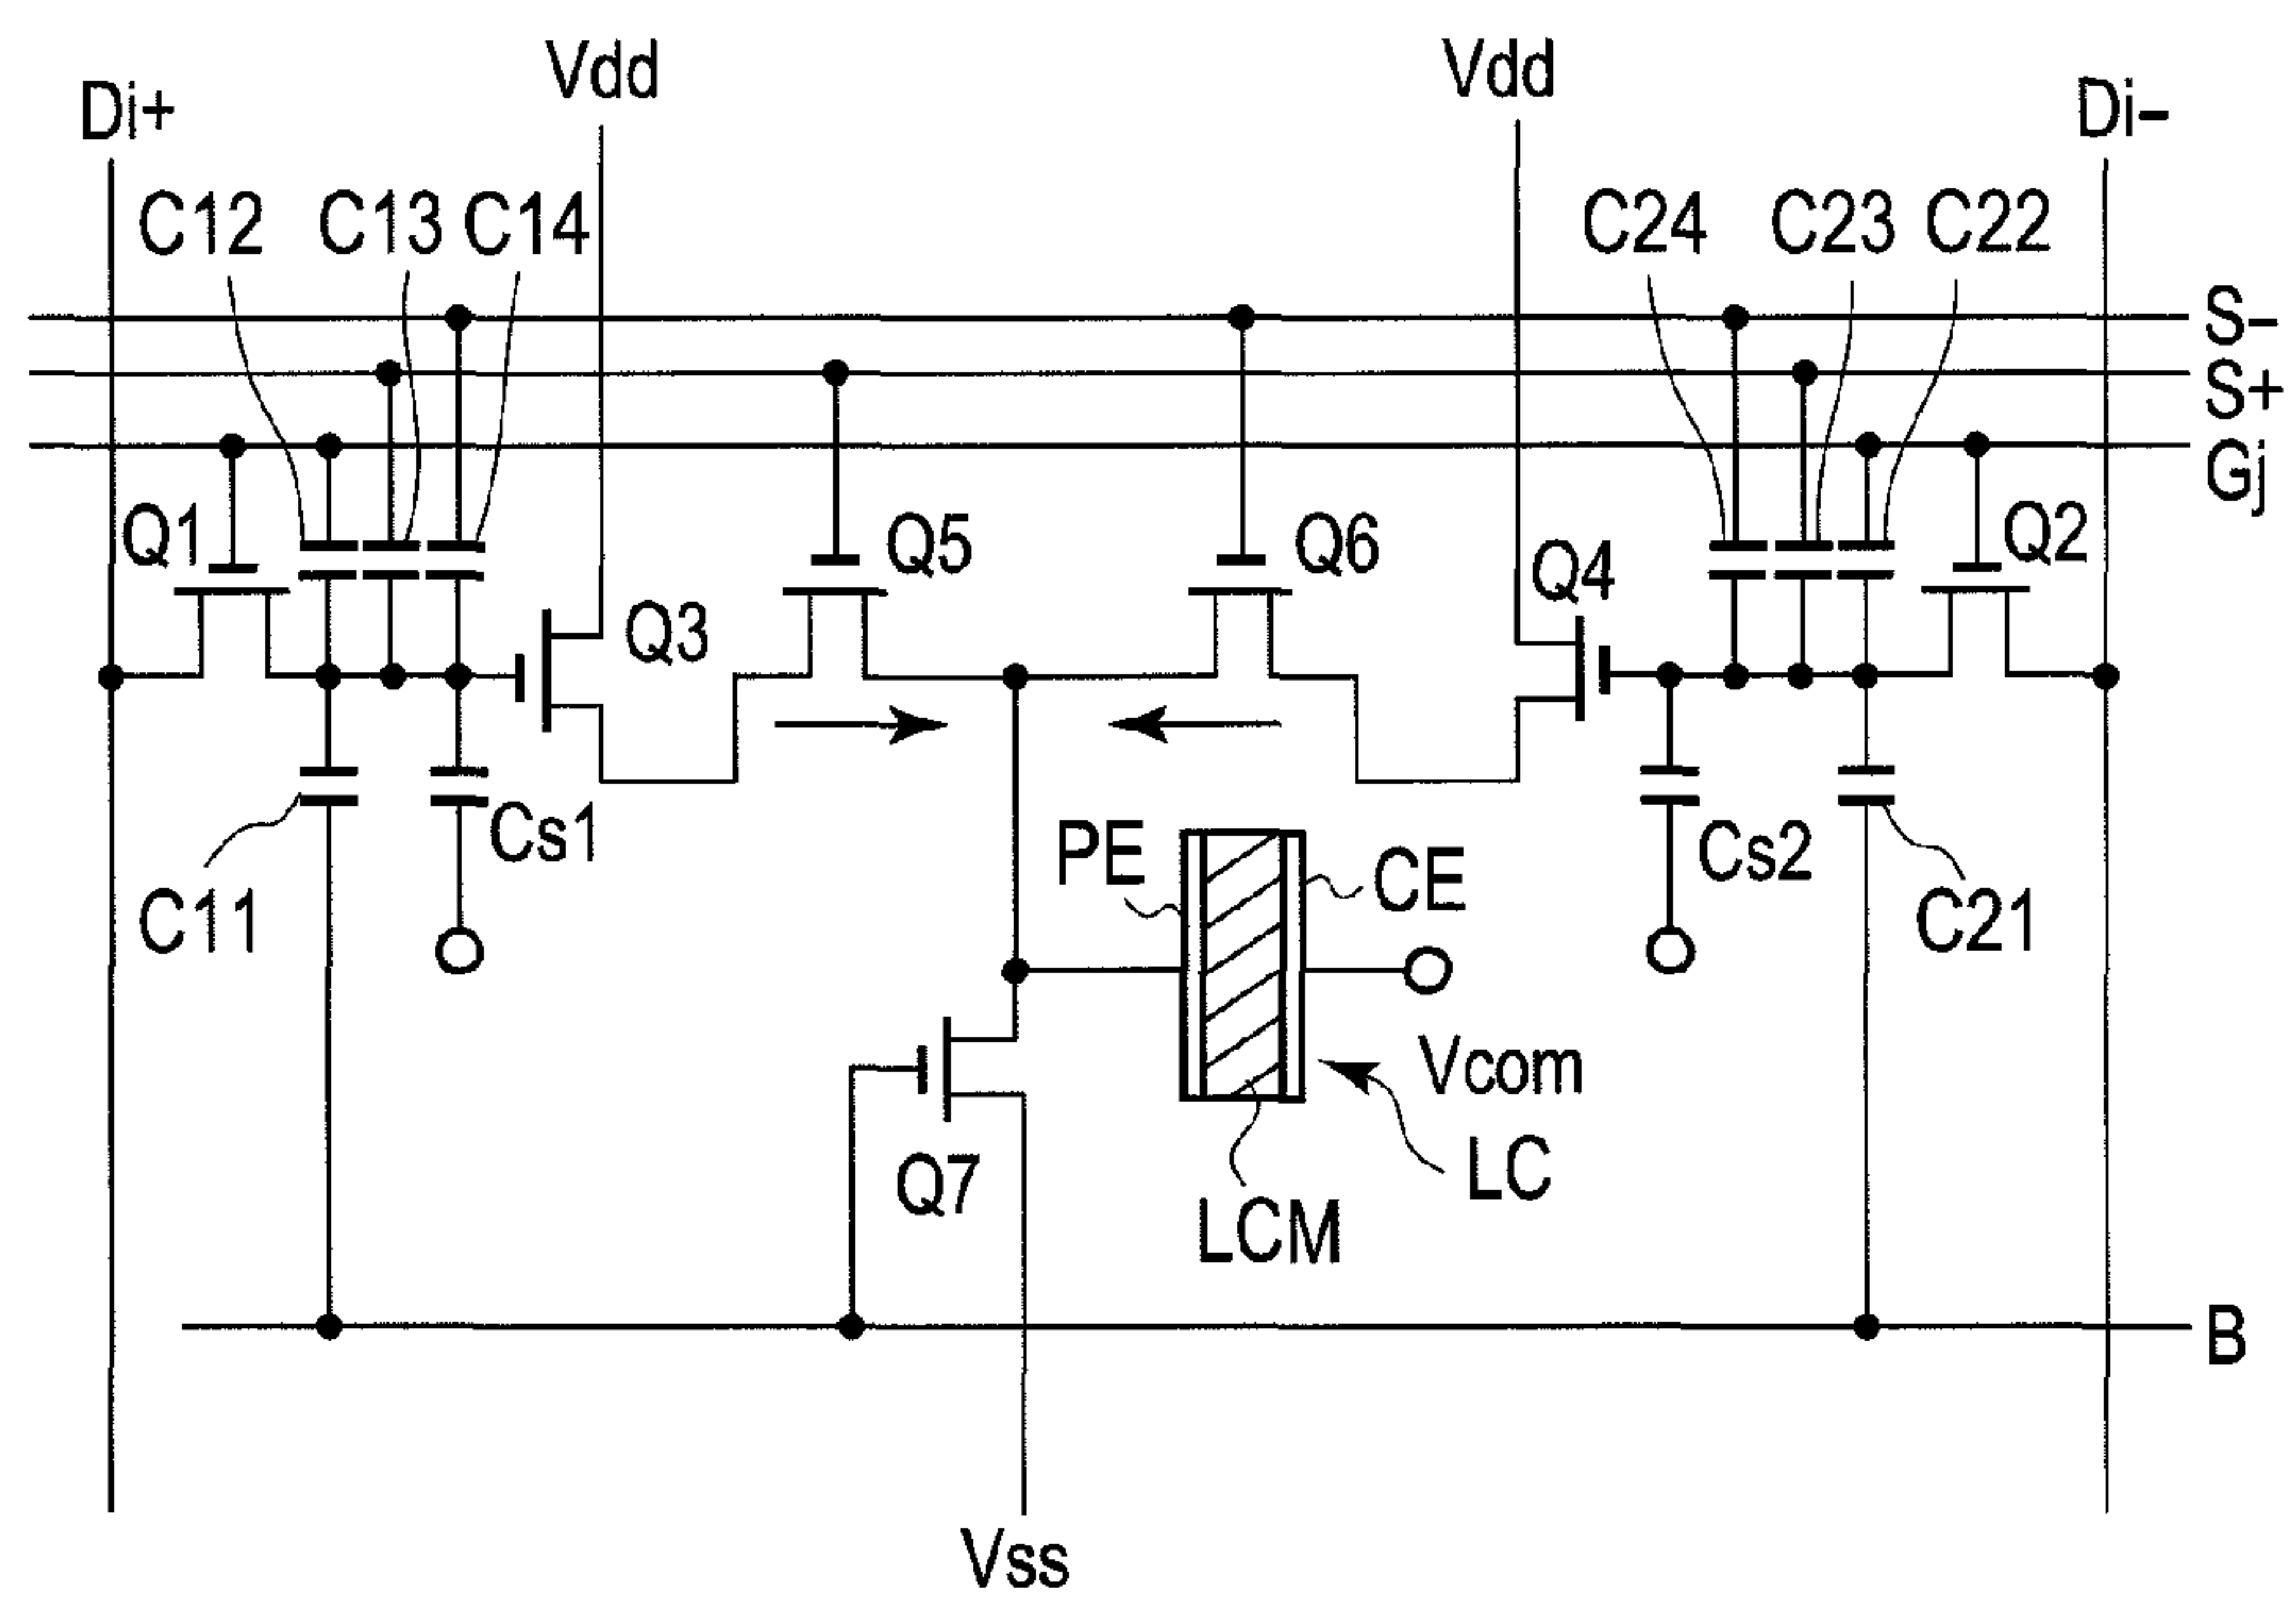 Di+
Vdd
Vdd
Di-
C12
C13
C14
C24
C23
C22
S-
S+
Gj
Q1
Q5
Q6
Q4
Q2
Q3
Cs1
PE
CE
Cs2
C11
C21
Vcom
Q7
LC
LCM
B
Vss